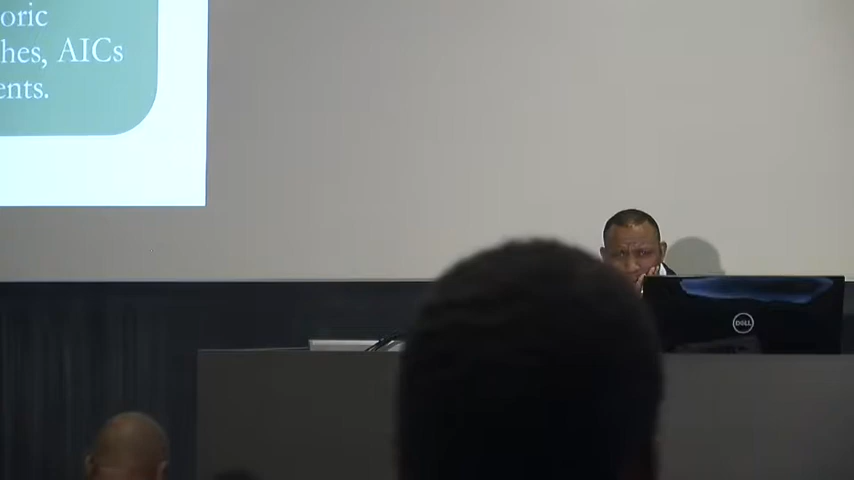 oric
hes, AICs
ents.
DELL